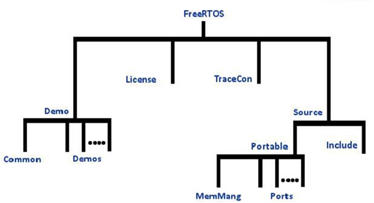 FreeRTOS
License
TraceCon
Demo
Source
Common
Demos
Portable
Include
MemMang
Ports